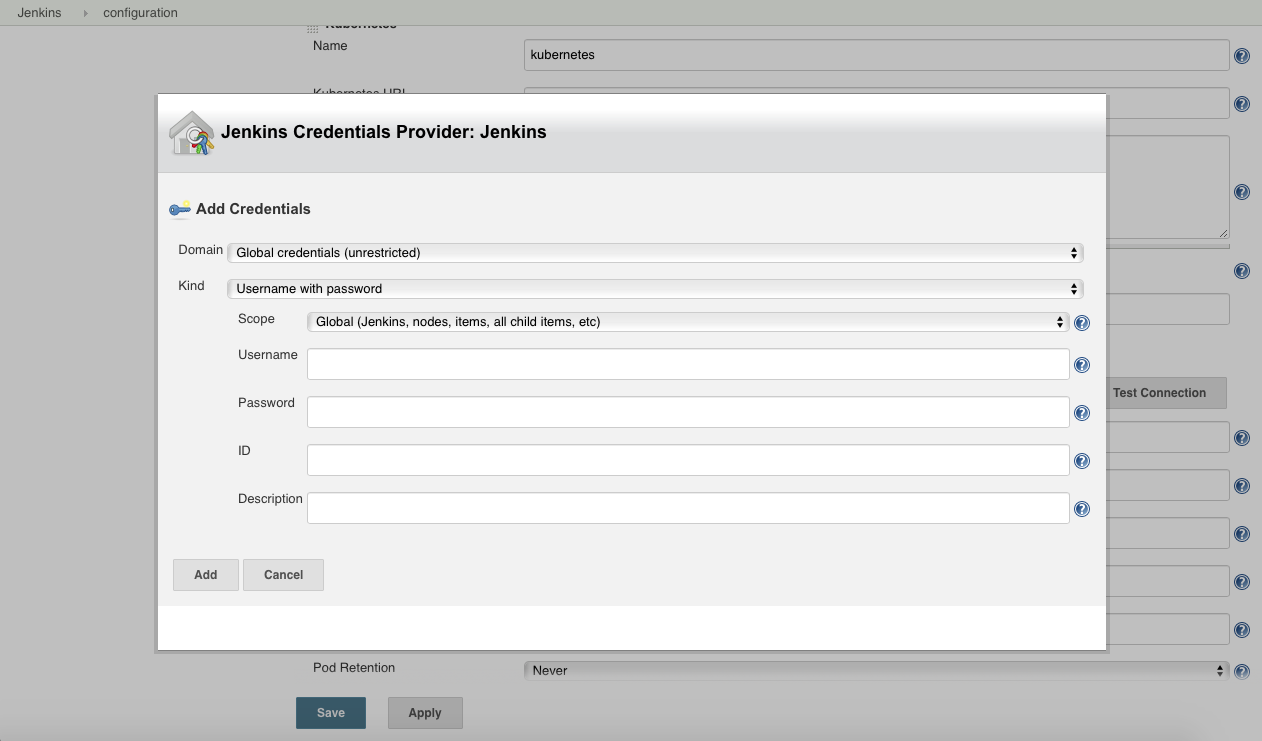 Jenkins configuration
Kubernetes
Name kubernetes
Kubernetes URL
Jenkins Credentials Provider: Jenkins
Add Credentials
Domain Global credentials (unrestricted)
Kind Username with password
Scope Global (Jenkins, nodes, items, all child items, etc)
Username
Password
Test Connection
ID
Description
Add Cancel
Pod Retention Never
Save Apply